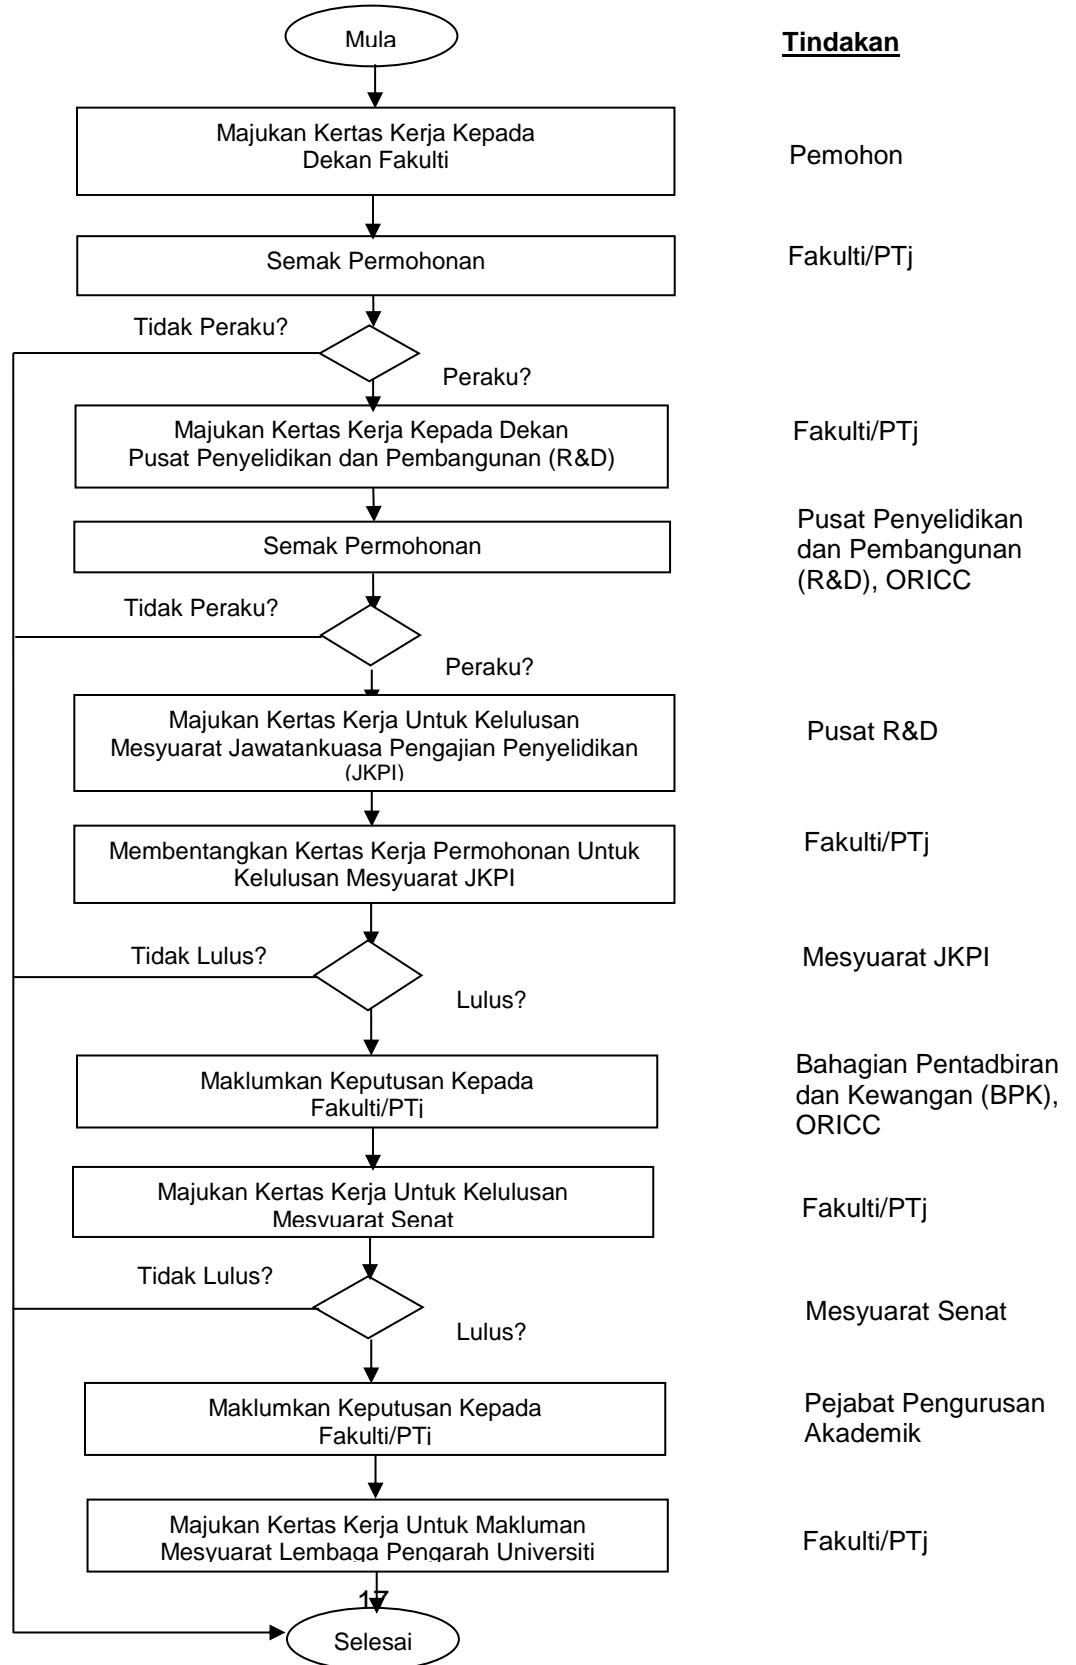 Mula
Tindakan
Majukan Kertas Kerja Kepada
Dekan Fakulti
Pemohon
Semak Permohonan
Fakulti/PTj
Tidak Peraku?
Peraku?
Majukan Kertas Kerja Kepada Dekan
Pusat Penyelidikan dan Pembangunan (R&D)
Fakulti/PTj
Semak Permohonan
Pusat Penyelidikan
dan Pembangunan
(R&D), ORICC
Tidak Peraku?
Peraku?
Majukan Kertas Kerja Untuk Kelulusan
Mesyuarat Jawatankuasa Pengajian Penyelidikan
(JKPI)
Pusat R&D
Membentangkan Kertas Kerja Permohonan Untuk
Kelulusan Mesyuarat JKPI
Fakulti/PTj
Tidak Lulus?
Mesyuarat JKPI
Lulus?
Maklumkan Keputusan Kepada
Fakulti/PTj
Bahagian Pentadbiran
dan Kewangan (BPK),
ORICC
Majukan Kertas Kerja Untuk Kelulusan
Mesyuarat Senat
Fakulti/PTj
Tidak Lulus?
Mesyuarat Senat
Lulus?
Maklumkan Keputusan Kepada
Fakulti/PTj
Pejabat Pengurusan
Akademik
Majukan Kertas Kerja Untuk Makluman
Mesyuarat Lembaga Pengarah Universiti
Fakulti/PTj
17
Selesai